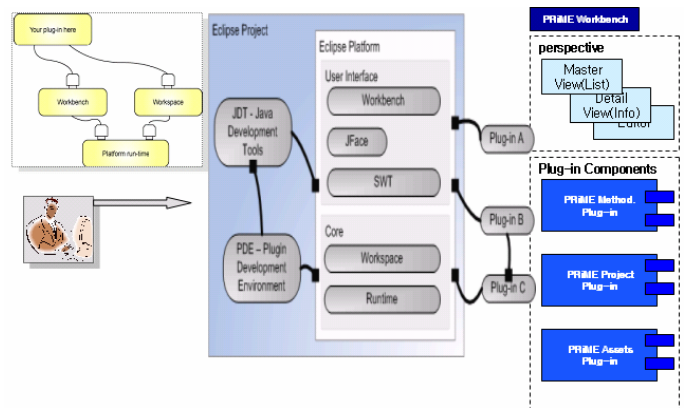 Your plug-in here
Workbench
Workspace
Platform run-time
Eclipse Project
Eclipse Platform
User Interface
Workbench
JFace
SWT
Core
Workspace
Runtime
JDT - Java
Development
Tools
PDE – Plugin
Development
Environment
Plug-in A
Plug-in B
Plug-in C
PRiME Workbench
perspective
Master
View(List)
Detail
View(Info)
Editor
Plug-in Components
PRiME Method.
Plug-in
PRiME Project
Plug-in
PRiME Assets
Plug-in